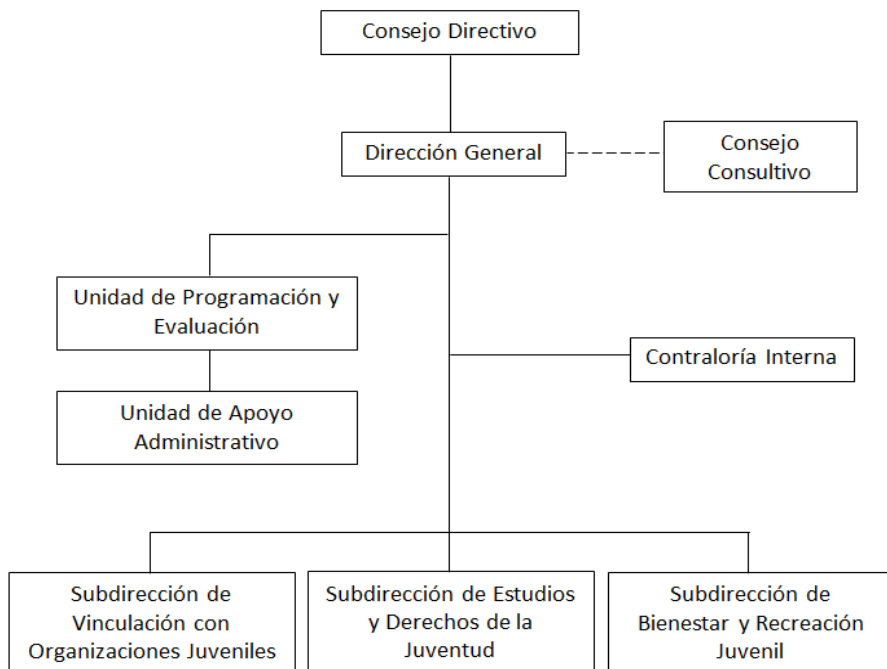 Consejo Directivo
Dirección General
Consejo
Consultivo
Unidad de Programación y
Evaluación
Contraloría Interna
Unidad de Apoyo
Administrativo
Subdirección de
Vinculación con
Organizaciones Juveniles
Subdirección de Estudios
y Derechos de la
Juventud
Subdirección de
Bienestar y Recreación
Juvenil